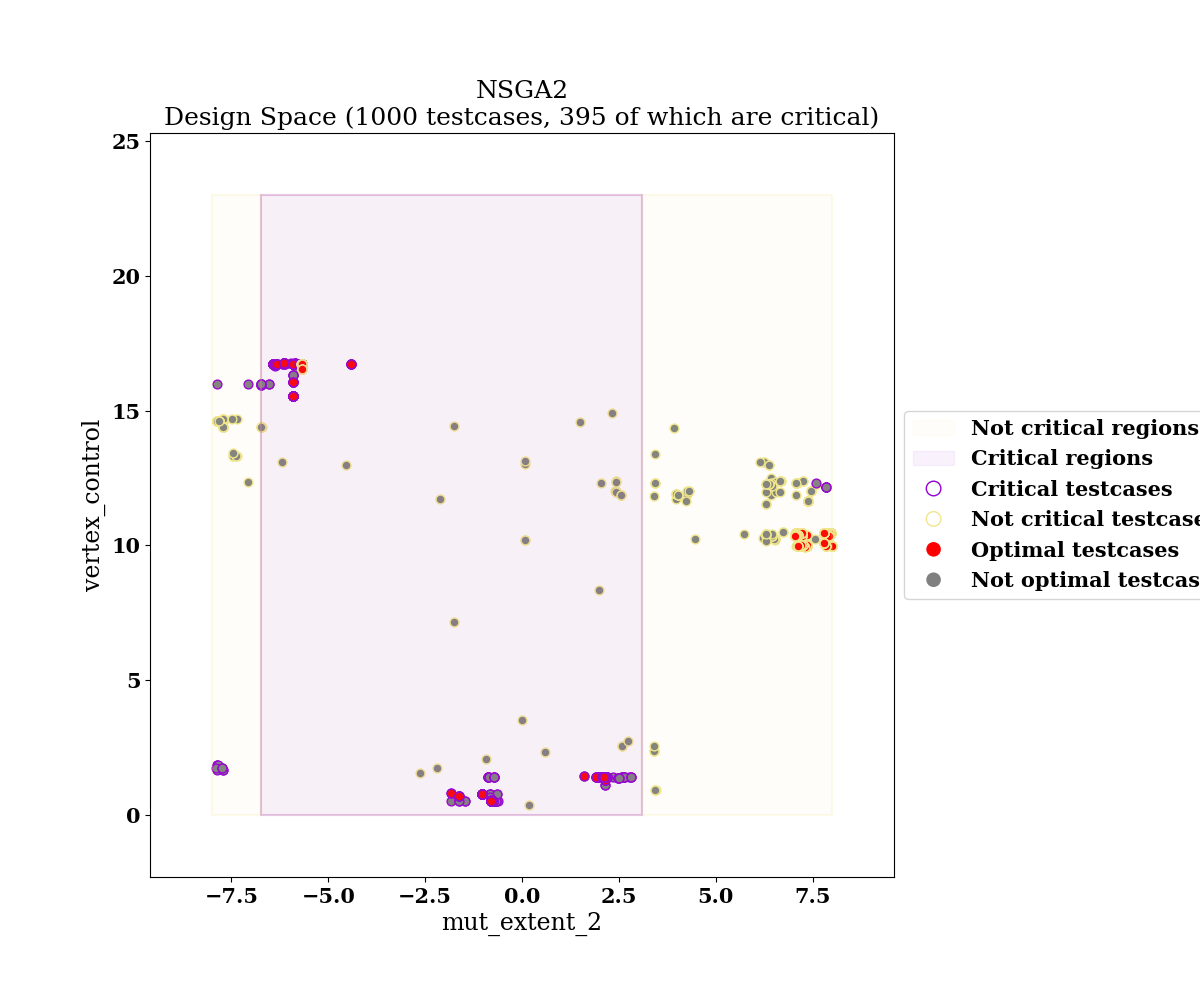 NSGA2
Design Space (1000 testcases, 395 of which are critical)
25
20
15
10
5
0
vertex_control
−7.5
−5.0
−2.5
0.0
2.5
5.0
7.5
mut_extent_2
Not critical regions
Critical regions
Critical testcases
Not critical testcase
Optimal testcases
Not optimal testcas